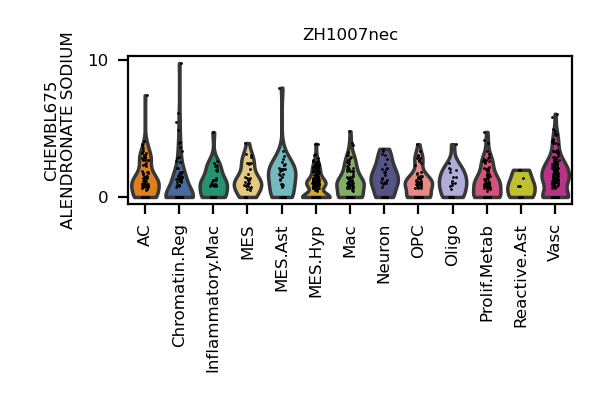 ZH1007nec
CHEMBL675
ALENDRONATE SODIUM
10
0
AC
Chromatin.Reg
Inflammatory.Mac
MES
MES.Ast
MES.Hyp
Mac
Neuron
OPC
Oligo
Prolif.Metab
Reactive.Ast
Vasc